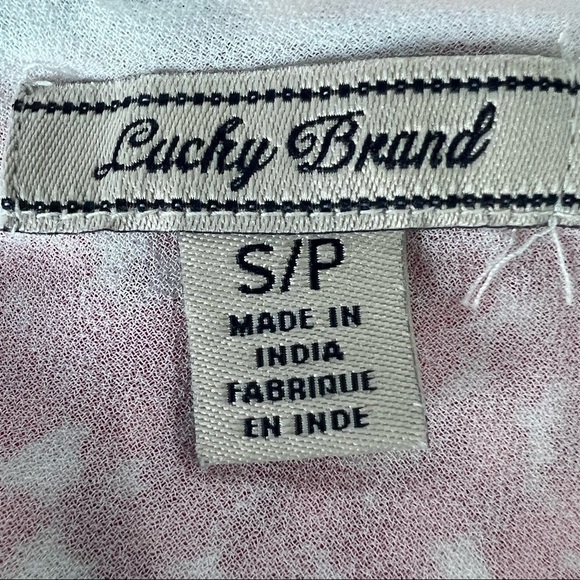 Lucky Brand
S/P
MADE IN
INDIA
FABRIQUE
EN INDE